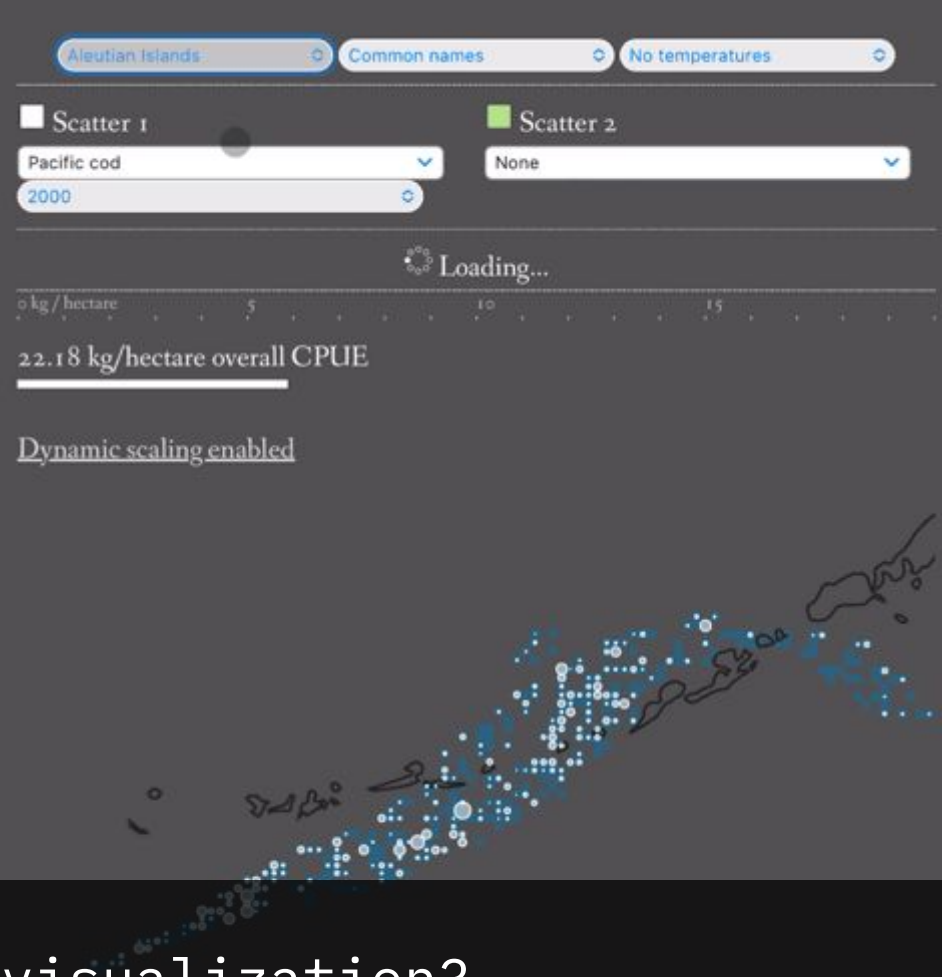 Aleutian Islands Common names No temperatures
Scatter 1 Scatter 2
Pacific cod None
2000
Loading...
0 kg / hectare 5 10 15
22.18 kg/hectare overall CPUE
Dynamic scaling enabled
visualization?